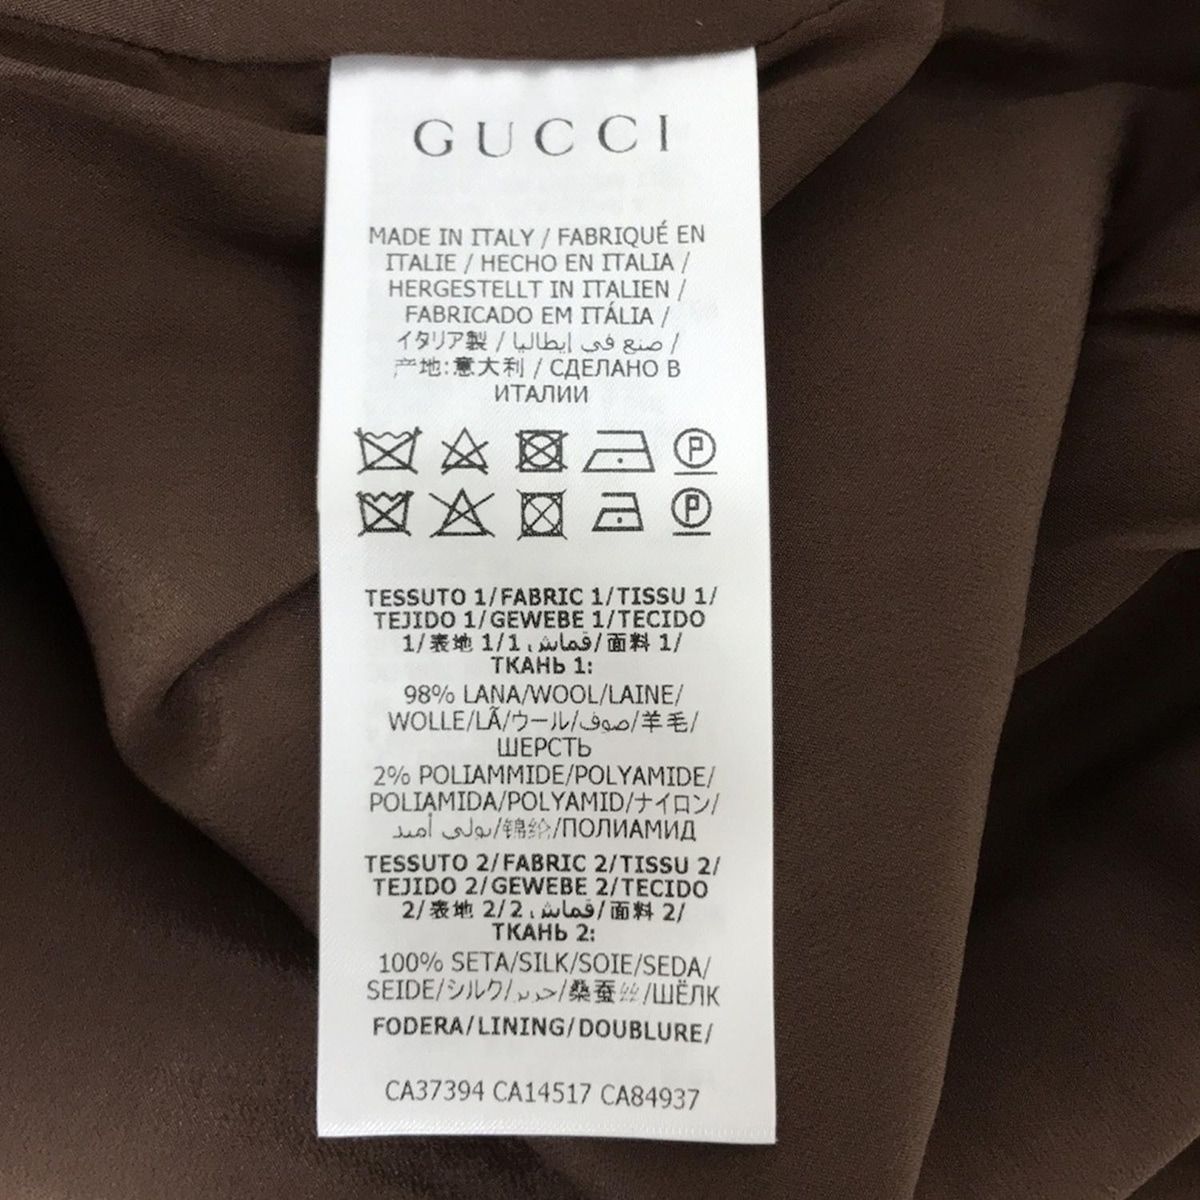 GUCCI
MADE IN ITALY / FABRIQUÉ EN
ITALIE / HECHO EN ITALIA /
HERGESTELLT IN ITALIEN /
FABRICADO EM ITÁLIA /
イタリア製 / صنع في إيطاليا /
产地:意大利 / СДЕЛАНО В
ИТАЛИИ
P
P
TESSUTO 1/FABRIC 1/TISSU 1/
TEJIDO 1/GEWEBE 1/TECIDO
1/表地 1/قماش، 1/面料 1/
ТКАНЬ 1:
98% LANA/WOOL/LAINE/
WOLLE/LÃ/ウール/صوف/羊毛/
ШЕРСТЬ
2% POLIAMMIDE/POLYAMIDE/
POLIAMIDA/POLYAMID/ナイロン/
بولي أميد/锦纶/ПОЛИАМИД
TESSUTO 2/FABRIC 2/TISSU 2/
TEJIDO 2/GEWEBE 2/TECIDO
2/表地 2/قماش، 2/面料 2/
ТКАНЬ 2:
100% SETA/SILK/SOIE/SEDA/
SEIDE/シルク/حرير/桑蚕丝/ШЁЛК
FODERA/LINING/DOUBLURE/
CA37394 CA14517 CA84937